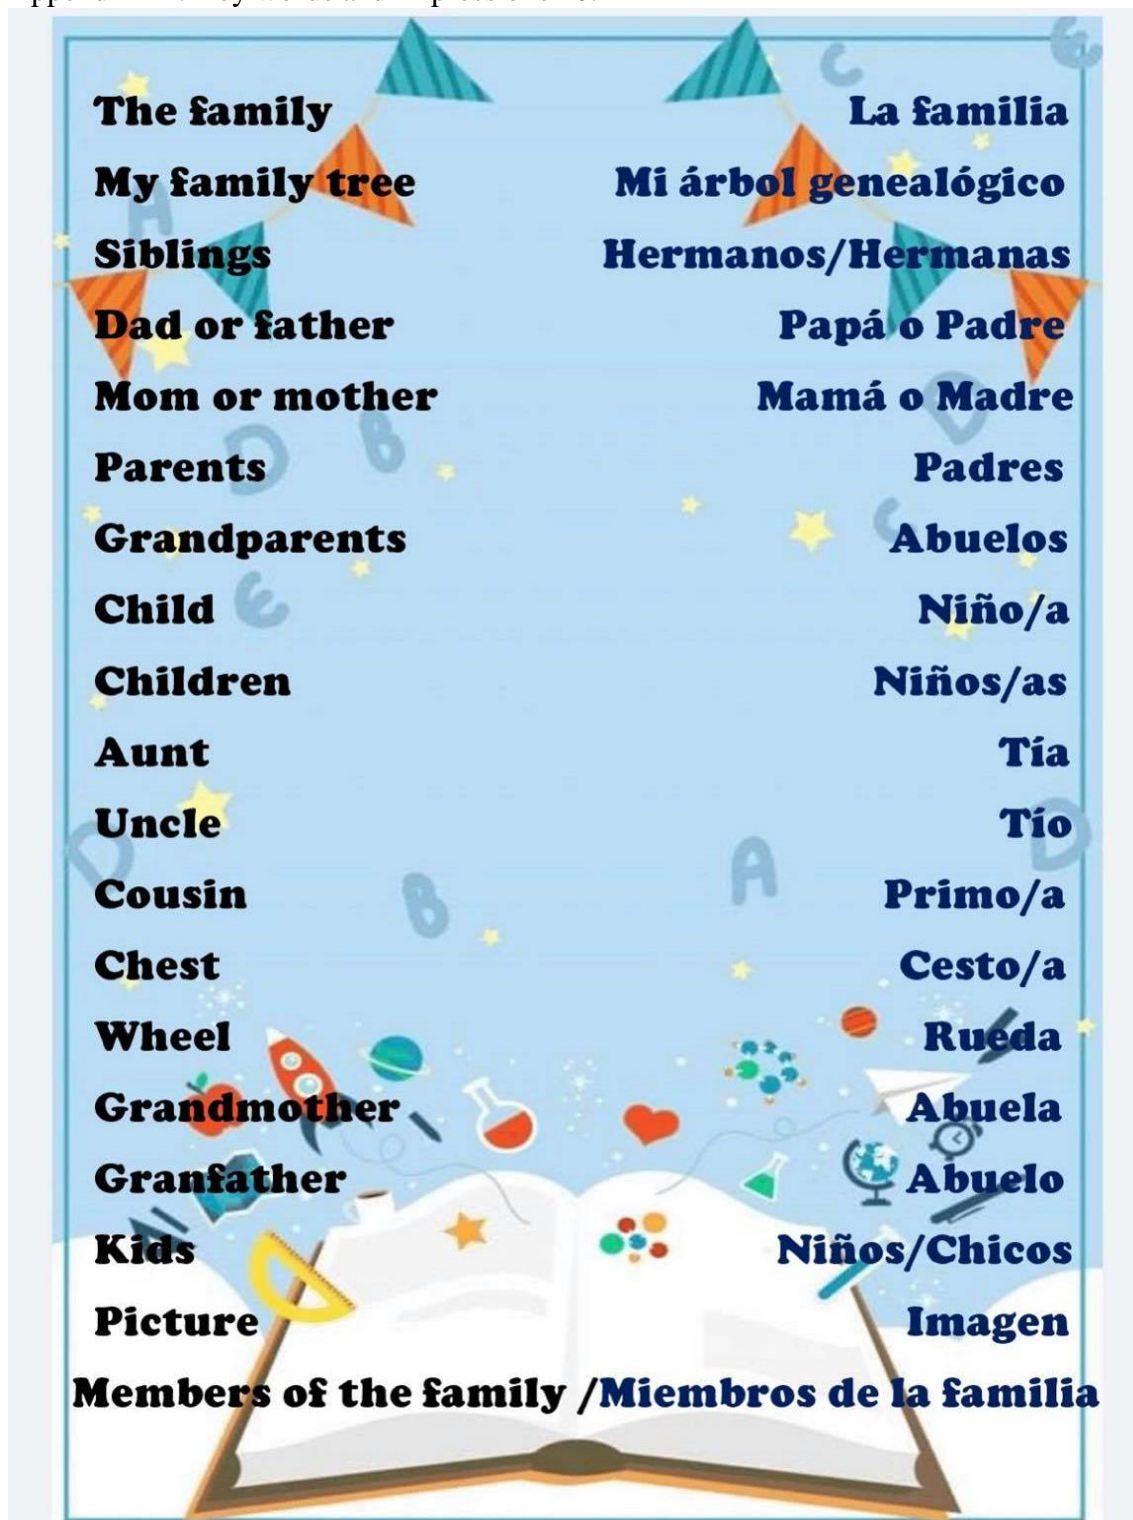 The family La familia
My family tree Mi árbol genealógico
Siblings Hermanos/Hermanas
Dad or father Papá o Padre
Mom or mother Mamá o Madre
Parents Padres
Grandparents Abuelos
Child Niño/a
Children Niños/as
Aunt Tía
Uncle Tío
Cousin Primo/a
Chest Cesto/a
Wheel Rueda
Grandmother Abuela
Granfather Abuelo
Kids Niños/Chicos
Picture Imagen
Members of the family /Miembros de la familia